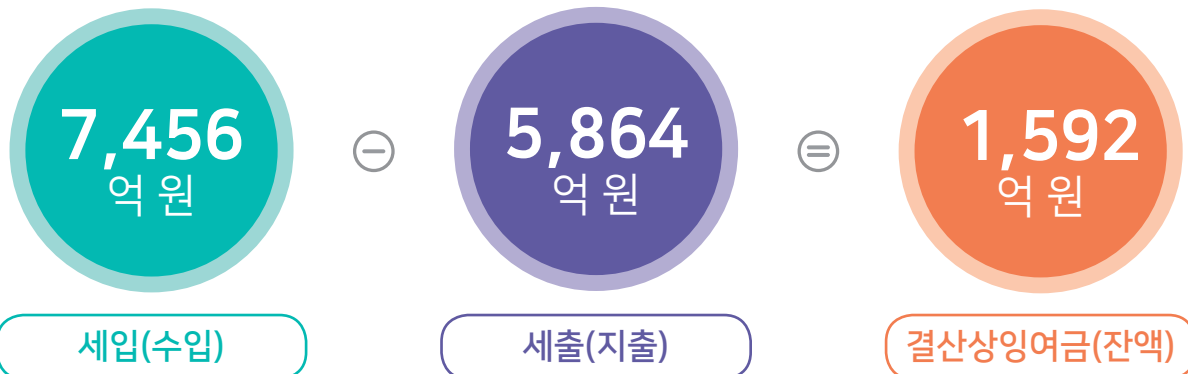 7,456
억 원
5,864
억 원
1,592
억 원
세입(수입)
세출(지출)
결산상잉여금(잔액)